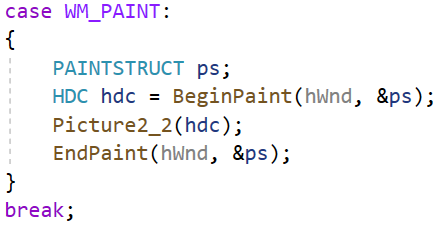 case WM_PAINT:
{
    PAINTSTRUCT ps;
    HDC hdc = BeginPaint(hWnd, &ps);
    Picture2_2(hdc);
    EndPaint(hWnd, &ps);
}
break;